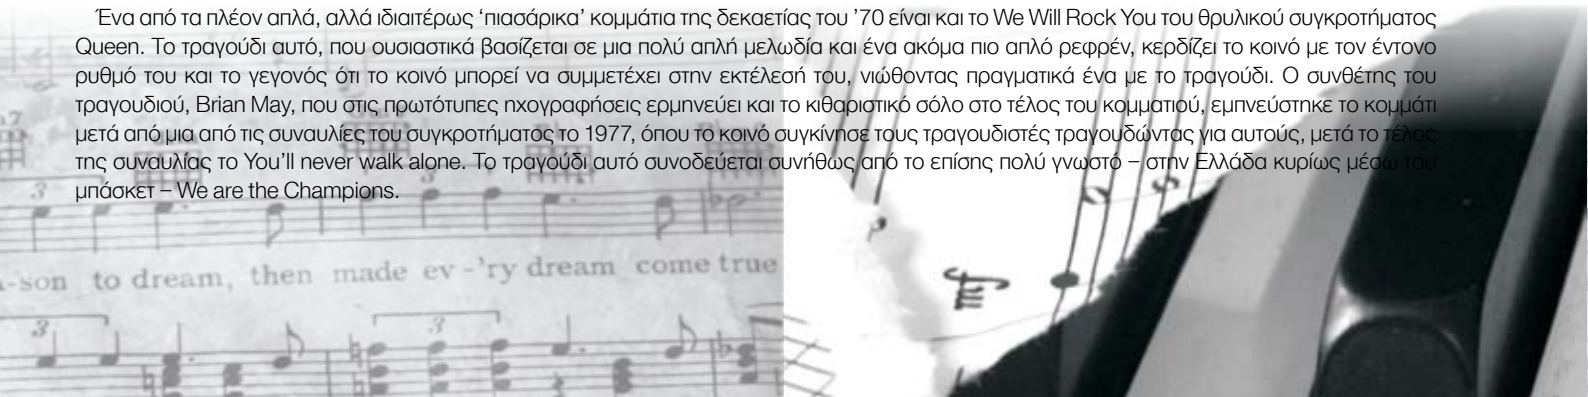 Ένα από τα πλέον απλά, αλλά ιδιαιτέρως ‘πιασάρικα’ κομμάτια της δεκαετίας του ’70 είναι και το We Will Rock You του θρυλικού συγκροτήματος
Queen. Το τραγούδι αυτό, που ουσιαστικά βασίζεται σε μια πολύ απλή μελωδία και ένα ακόμα πιο απλό ρεφρέν, κερδίζει το κοινό με τον έντονο
ρυθμό του και το γεγονός ότι το κοινό μπορεί να συμμετέχει στην εκτέλεσή του, νιώθοντας πραγματικά ένα με το τραγούδι. Ο συνθέτης του
τραγουδιού, Brian May, που στις πρωτότυπες ηχογραφήσεις ερμηνεύει και το κιθαριστικό σόλο στο τέλος του κομματιού, εμπνεύστηκε το κομμάτι
μετά από μια από τις συναυλίες του συγκροτήματος το 1977, όπου το κοινό συγκίνησε τους τραγουδιστές τραγουδώντας για αυτούς, μετά το τέλος
της συναυλίας το You’ll never walk alone. Το τραγούδι αυτό συνοδεύεται συνήθως από το επίσης πολύ γνωστό – στην Ελλάδα κυρίως μέσω του
μπάσκετ – We are the Champions.
3
-son to dream, then made ev-’ry dream come true
3
3
mf